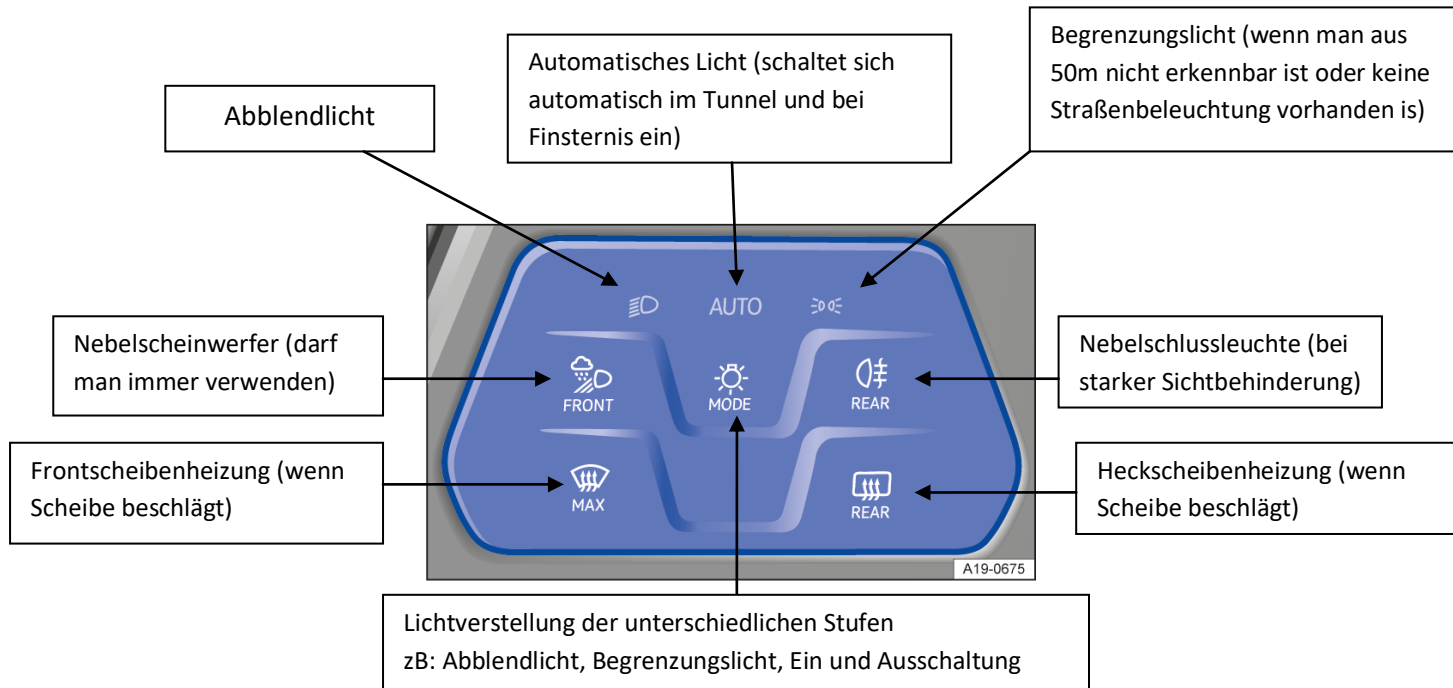 Abblendlicht
Automatisches Licht (schaltet sich
automatisch im Tunnel und bei
Finsternis ein)
Begrenzungslicht (wenn man aus
50m nicht erkennbar ist oder keine
Straßenbeleuchtung vorhanden is)
AUTO
Nebelscheinwerfer (darf
man immer verwenden)
FRONT
MODE
REAR
Nebelschlussleuchte (bei
starker Sichtbehinderung)
Frontscheibenheizung (wenn
Scheibe beschlägt)
MAX
REAR
Heckscheibenheizung (wenn
Scheibe beschlägt)
A19-0675
Lichtverstellung der unterschiedlichen Stufen
zB: Abblendlicht, Begrenzungslicht, Ein und Ausschaltung